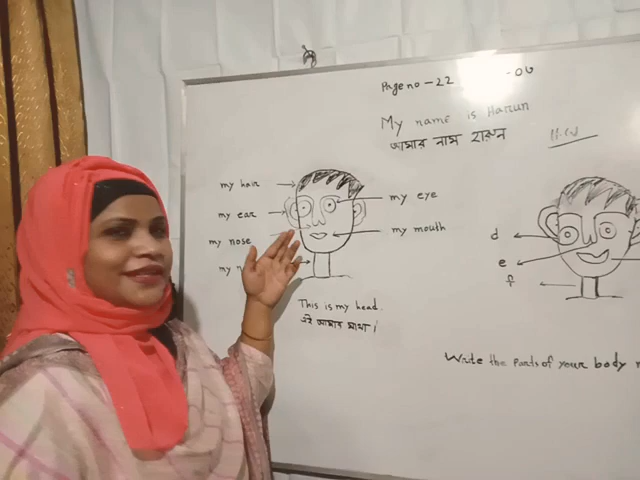 Page no - 22
-06
My name is Harun
আমার নাম হারুন
H.W
my hair
my eye
my ear
my mouth
my nose
my
This is my head.
এই আমার মাথা।
d
e
f
Write the parts of your body